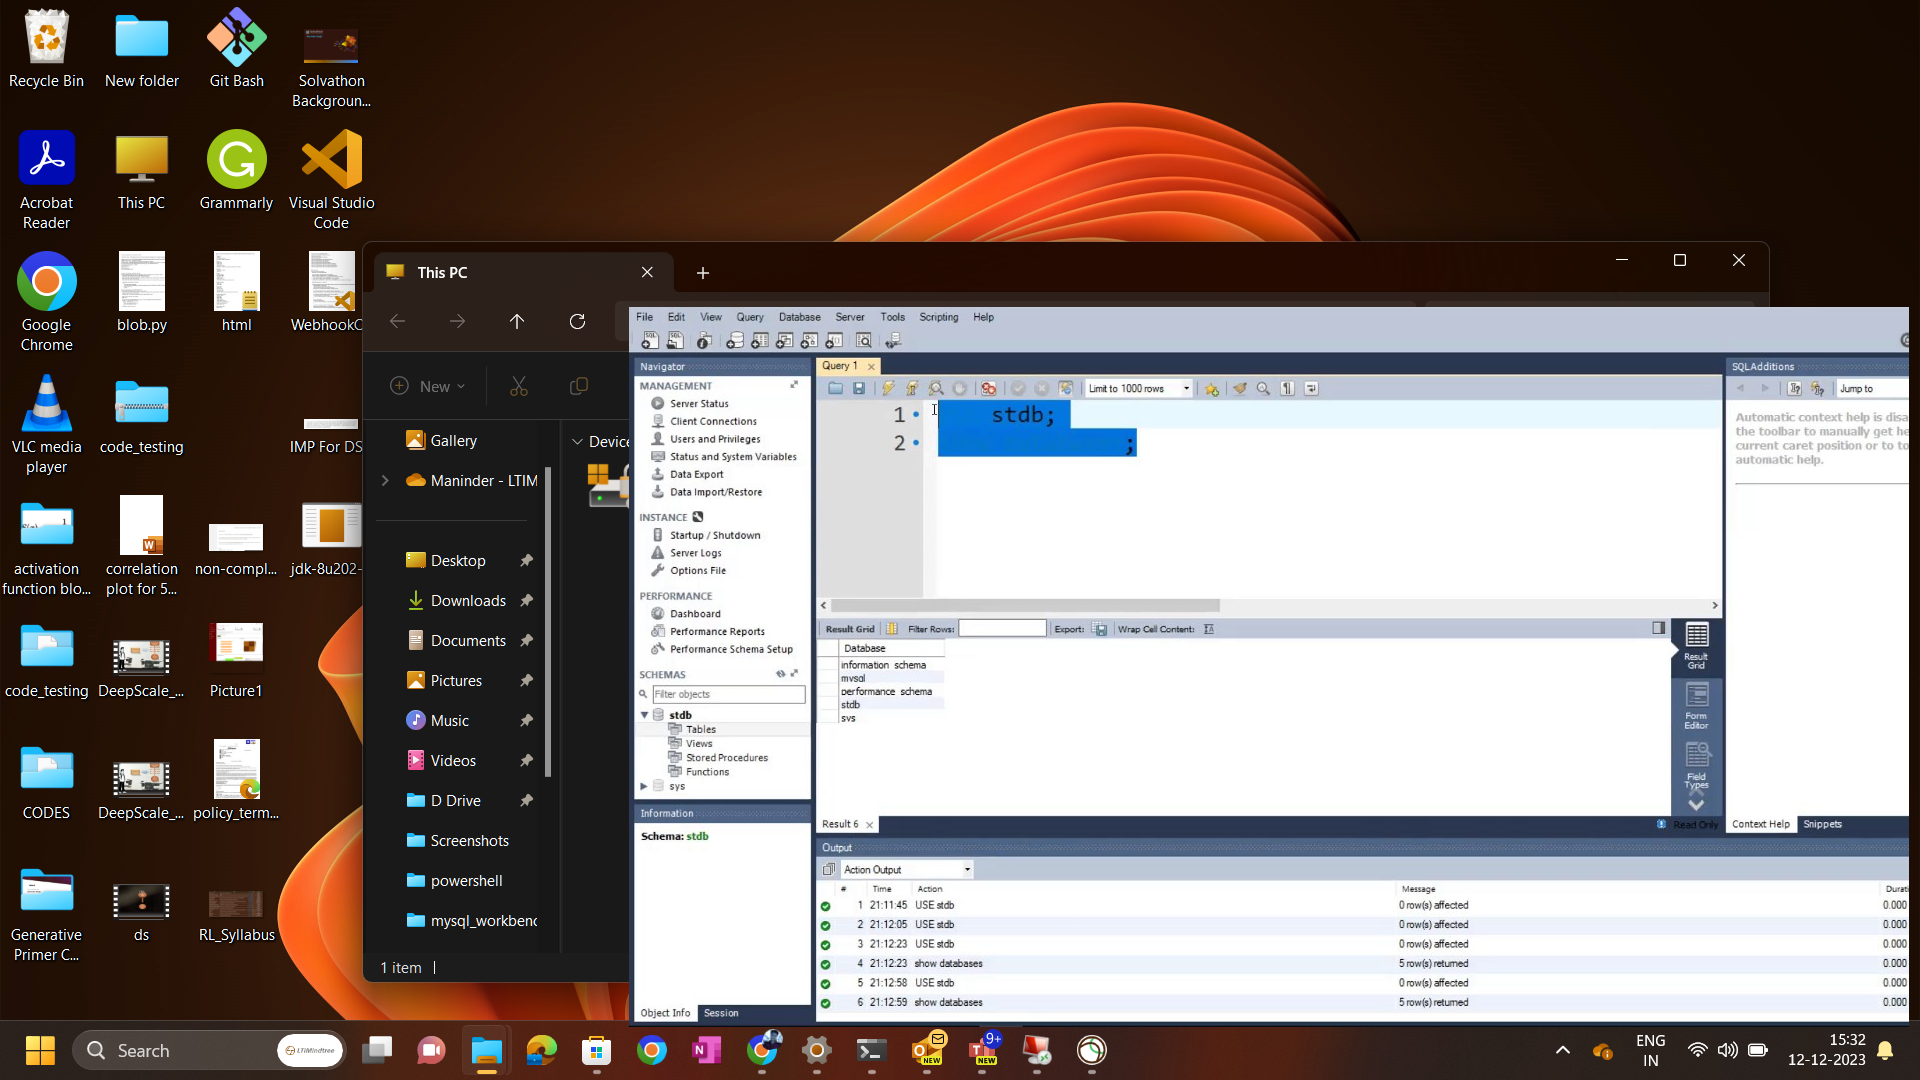 Recycle Bin
New folder
Git Bash
Solvathon
Backgroun...
Acrobat
Reader
This PC
Grammarly
Visual Studio
Code
Google
Chrome
blob.py
html
WebhookC
VLC media
player
code_testing
IMP For DS
activation
function blo...
correlation
plot for 5...
non-compl...
jdk-8u202-
code_testing
DeepScale_...
Picture1
CODES
DeepScale_...
policy_term...
Generative
Primer C...
ds
RL_Syllabus
This PC
New
Gallery
Maninder - LTIM
Desktop
Downloads
Documents
Pictures
Music
Videos
D Drive
Screenshots
powershell
mysql_workbenc
Device
1 item
File Edit View Query Database Server Tools Scripting Help
Navigator
MANAGEMENT
Server Status
Client Connections
Users and Privileges
Status and System Variables
Data Export
Data Import/Restore
INSTANCE
Startup / Shutdown
Server Logs
Options File
PERFORMANCE
Dashboard
Performance Reports
Performance Schema Setup
SCHEMAS
Filter objects
stdb
Tables
Views
Stored Procedures
Functions
sys
Information
Schema: stdb
Object Info Session
Query 1
Limit to 1000 rows
1 stdb;
2 ;
Result Grid Filter Rows: Export: Wrap Cell Content:
Database
information_schema
mysql
performance_schema
stdb
sys
Result
Grid
Form
Editor
Field
Types
Result 6
Read Only
SQLAdditions
Jump to
Automatic context help is disa
the toolbar to manually get he
current caret position or to to
automatic help.
Context Help Snippets
Output
Action Output
# Time Action Message Durati
1 21:11:45 USE stdb 0 row(s) affected 0.000
2 21:12:05 USE stdb 0 row(s) affected 0.000
3 21:12:23 USE stdb 0 row(s) affected 0.000
4 21:12:23 show databases 5 row(s) returned 0.000
5 21:12:58 USE stdb 0 row(s) affected 0.000
6 21:12:59 show databases 5 row(s) returned 0.000
Search
LTIMindtree
NEW
9+
NEW
ENG
IN
15:32
12-12-2023